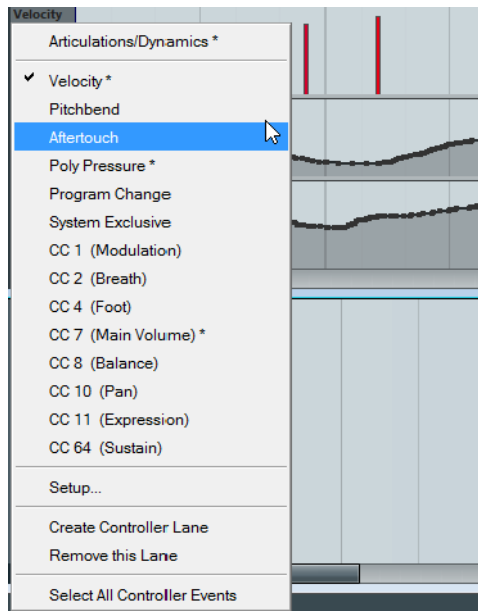 Velocity
Articulations/Dynamics *
Velocity *
Pitchbend
Aftertouch
Poly Pressure *
Program Change
System Exclusive
CC 1 (Modulation)
CC 2 (Breath)
CC 4 (Foot)
CC 7 (Main Volume) *
CC 8 (Balance)
CC 10 (Pan)
CC 11 (Expression)
CC 64 (Sustain)
Setup...
Create Controller Lane
Remove this Lane
Select All Controller Events